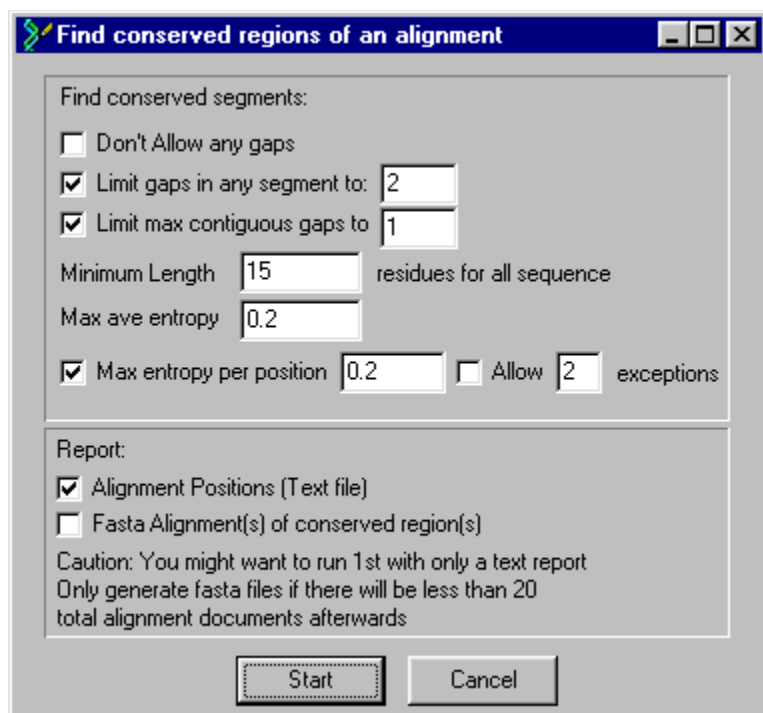 Find conserved regions of an alignment
Find conserved segments:
Don't Allow any gaps
Limit gaps in any segment to: 2
Limit max contiguous gaps to 1
Minimum Length 15 residues for all sequence
Max ave entropy 0.2
Max entropy per position 0.2 Allow 2 exceptions
Report:
Alignment Positions (Text file)
Fasta Alignment(s) of conserved region(s)
Caution: You might want to run 1st with only a text report
Only generate fasta files if there will be less than 20
total alignment documents afterwards
Start Cancel